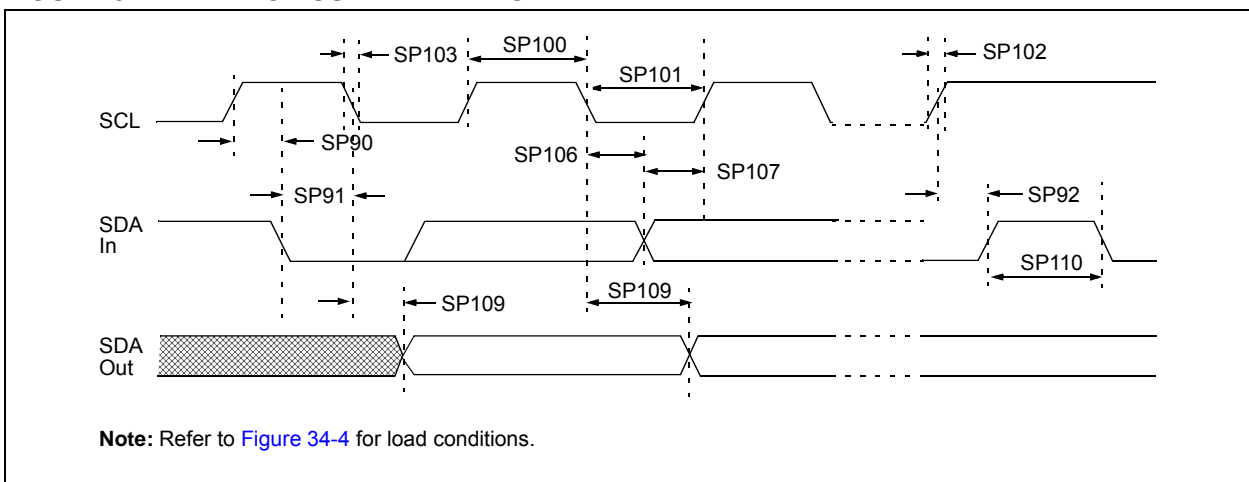 SP103
SP100
SP102
SP101
SCL
SP90
SP106
SP107
SP91
SP92
SDA
In
SP110
SP109
SP109
SDA
Out
Note: Refer to Figure 34-4 for load conditions.